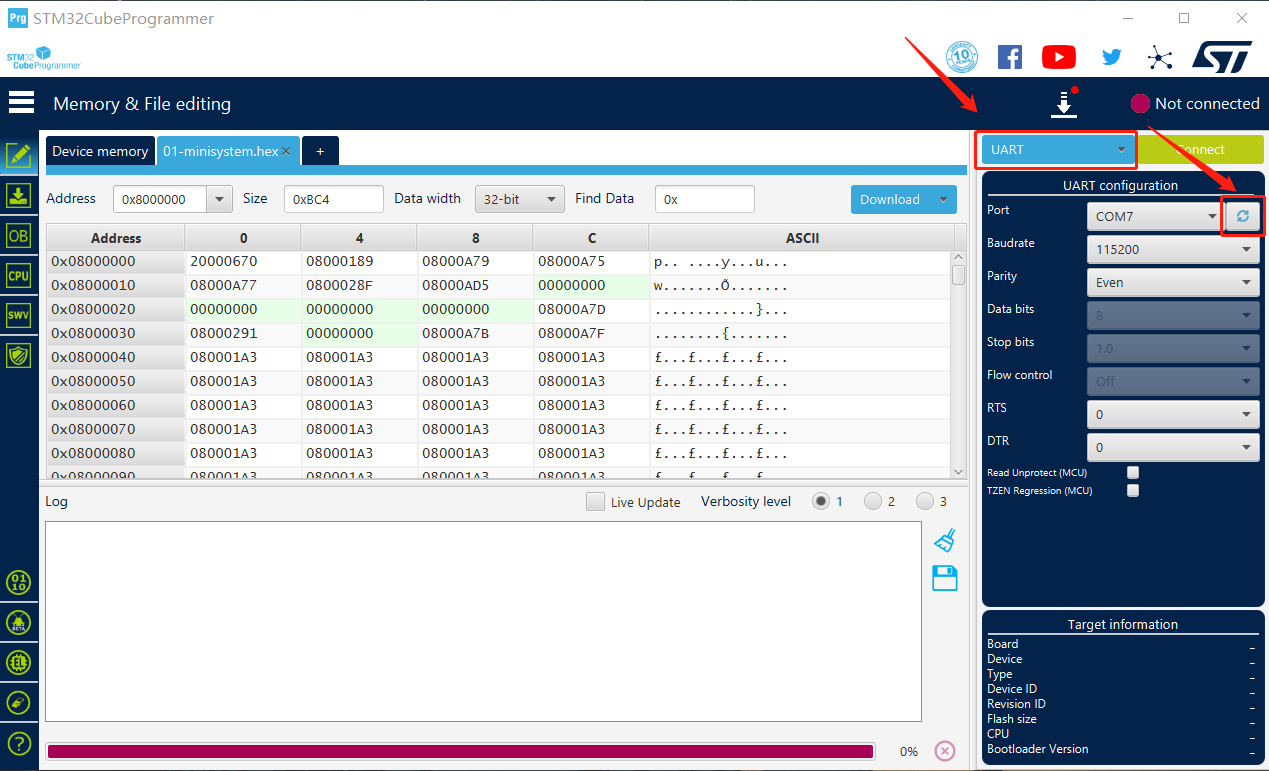 Prg STM32CubeProgrammer
STM32
CubeProgrammer
10
YEARS
Memory & File editing
Not connected
Device memory 01-minisystem.hex +
UART Connect
Address 0x8000000 Size 0xBC4 Data width 32-bit Find Data 0x Download
Address 0 4 8 C ASCII
0x08000000 20000670 08000189 08000A79 08000A75 p.. ....y...u...
0x08000010 08000A77 0800028F 08000AD5 00000000 w.......Õ.......
0x08000020 00000000 00000000 00000000 08000A7D ............}...
0x08000030 08000291 00000000 08000A7B 08000A7F ........{.......
0x08000040 080001A3 080001A3 080001A3 080001A3 £...£...£...£...
0x08000050 080001A3 080001A3 080001A3 080001A3 £...£...£...£...
0x08000060 080001A3 080001A3 080001A3 080001A3 £...£...£...£...
0x08000070 080001A3 080001A3 080001A3 080001A3 £...£...£...£...
0x08000080 080001A3 080001A3 080001A3 080001A3 £...£...£...£...
0x08000090 080001A3 080001A3 080001A3 080001A3 £...£...£...£...
UART configuration
Port COM7
Baudrate 115200
Parity Even
Data bits 8
Stop bits 1.0
Flow control Off
RTS 0
DTR 0
Read Unprotect (MCU)
TZEN Regression (MCU)
OB
CPU
SWV
Log Live Update Verbosity level 1 2 3
01
10
BETA
EL
?
0%
Target information
Board -
Device -
Type -
Device ID -
Revision ID -
Flash size -
CPU -
Bootloader Version -